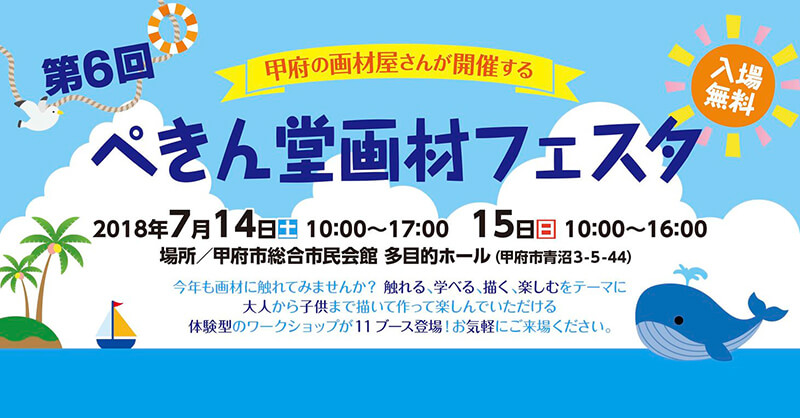 第6回
甲府の画材屋さんが開催する
入場
無料
ぺきん堂画材フェスタ
2018年7月14日土 10:00〜17:00 15日日 10:00〜16:00
場所／甲府市総合市民会館 多目的ホール（甲府市青沼3-5-44）
今年も画材に触れてみませんか？ 触れる、学べる、描く、楽しむをテーマに
大人から子供まで描いて作って楽しんでいただける
体験型のワークショップが11ブース登場！お気軽にご来場ください。